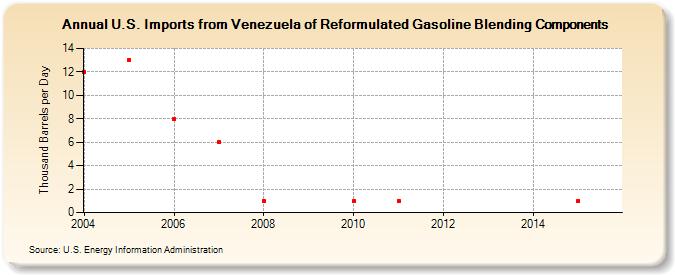 Annual U.S. Imports from Venezuela of Reformulated Gasoline Blending Components
Thousand Barrels per Day
14
12
10
8
6
4
2
0
2004 2006 2008 2010 2012 2014
Source: U.S. Energy Information Administration